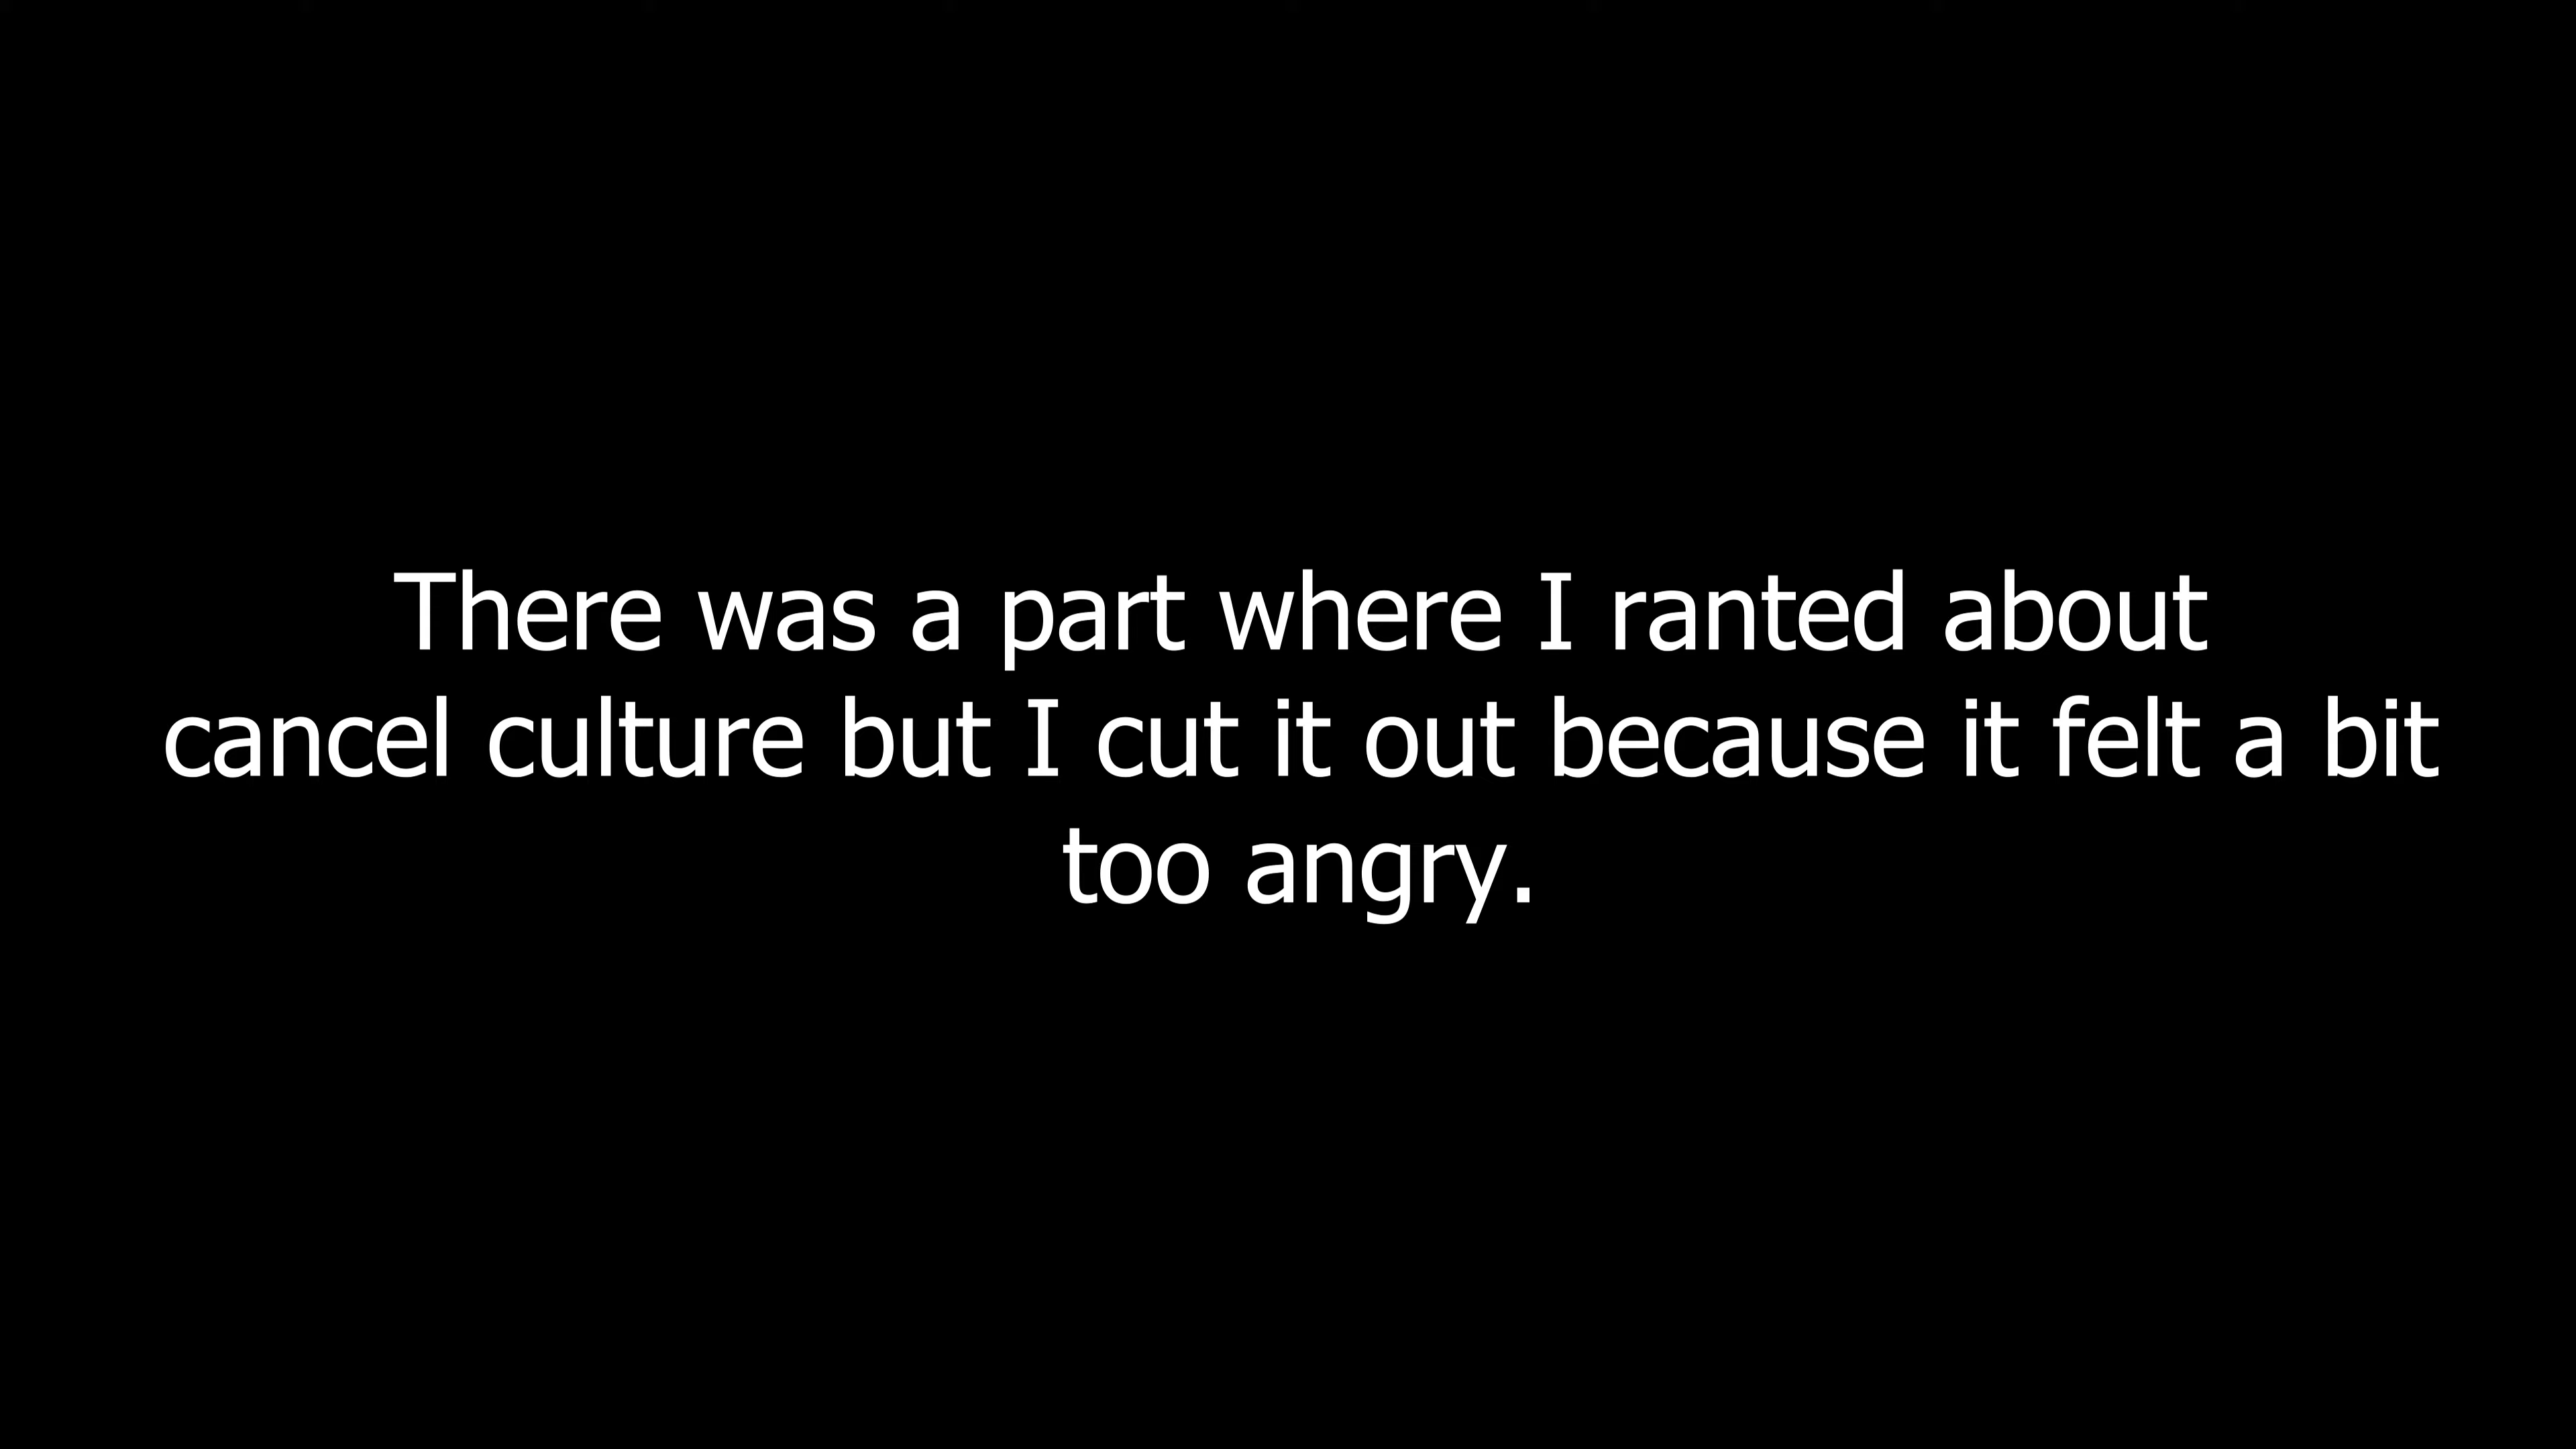 There was a part where I ranted about
cancel culture but I cut it out because it felt a bit
too angry.